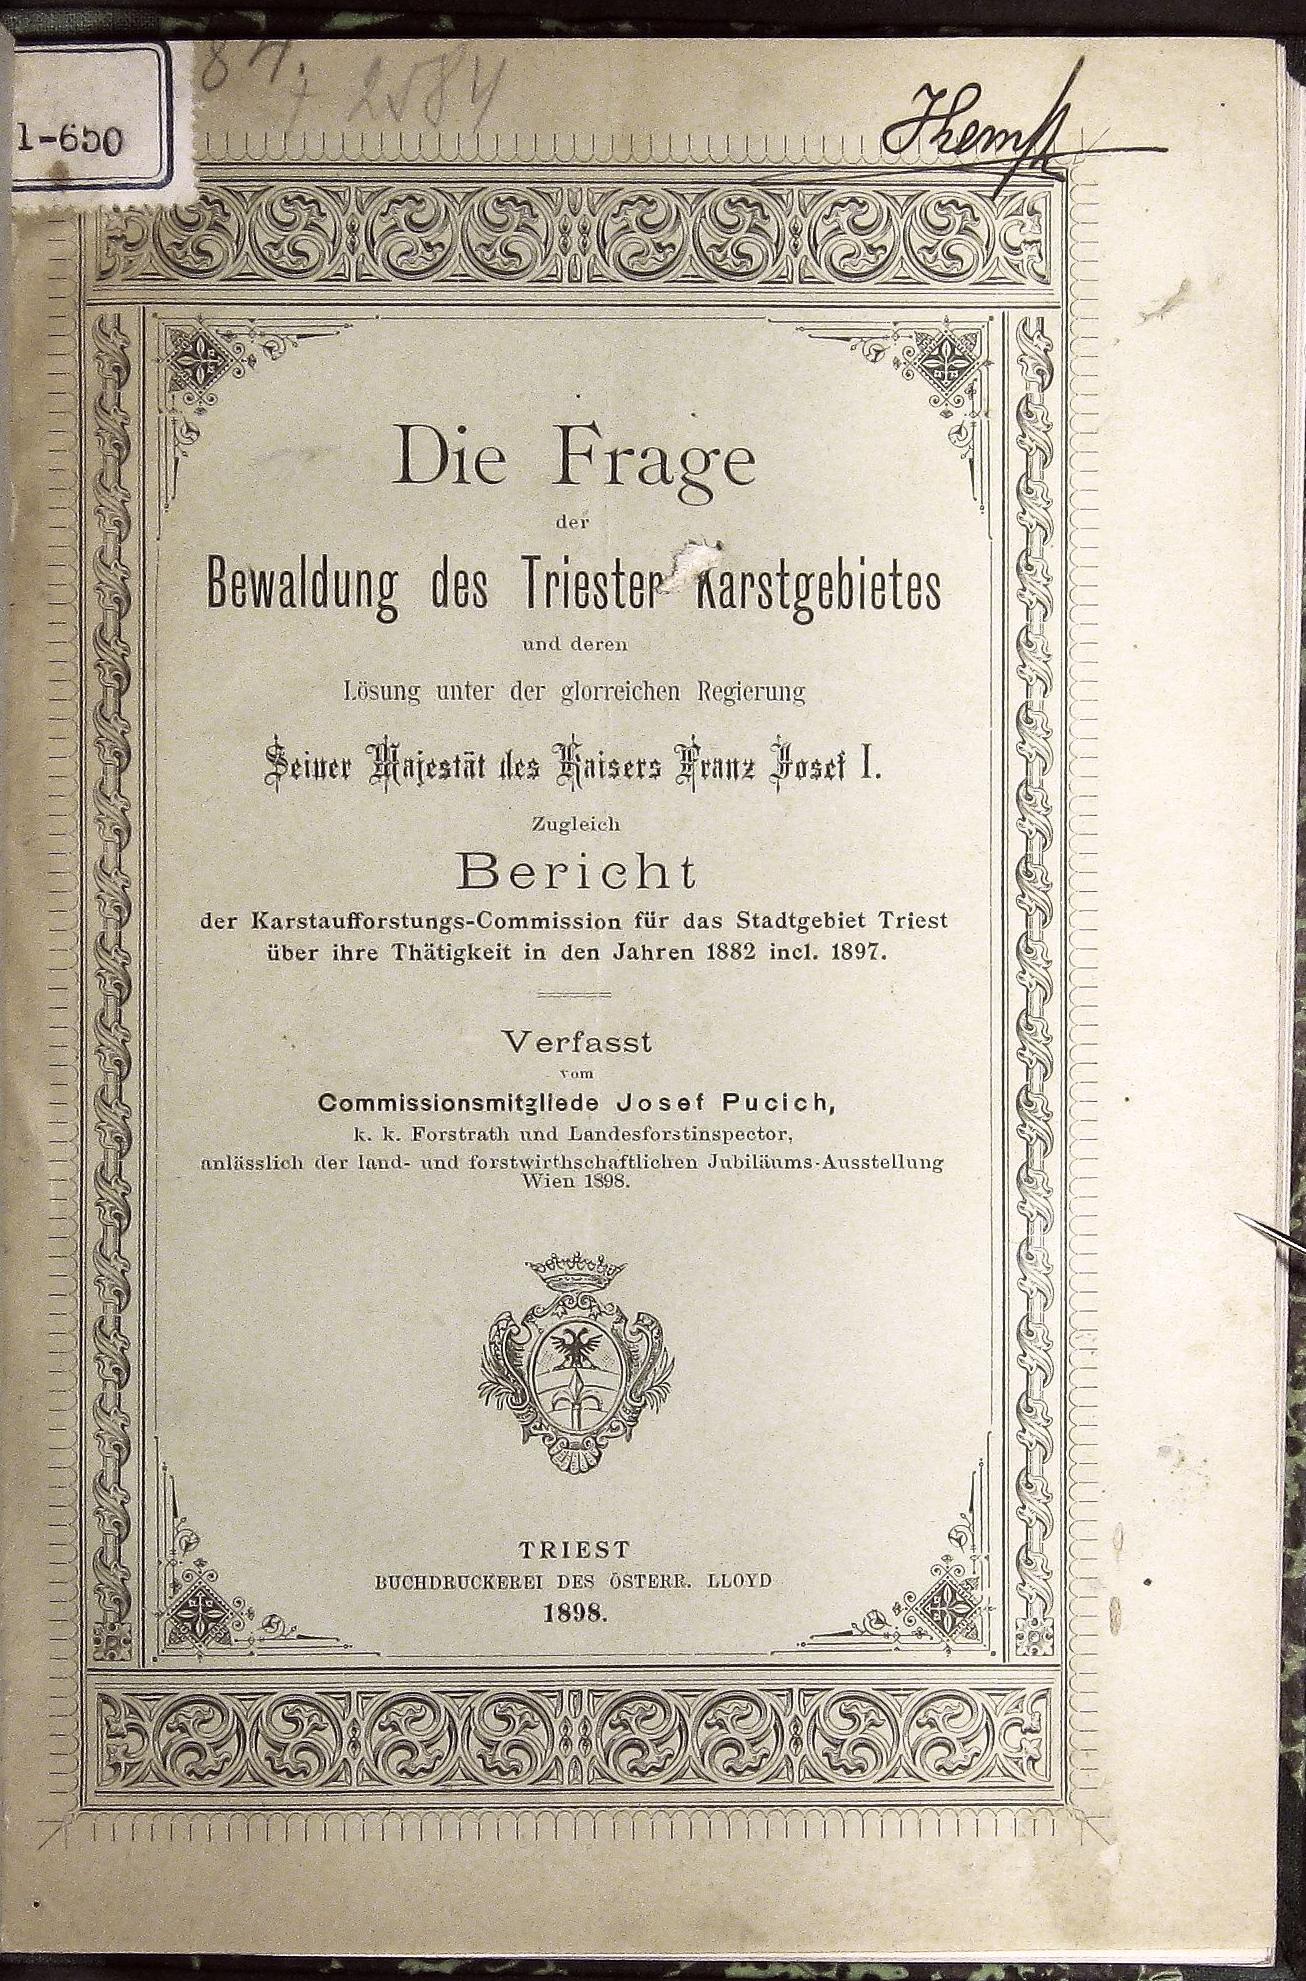 84.
2584
1-650
Die Frage
der
Bewaldung des Triester Karstgebietes
und deren
Lösung unter der glorreichen Regierung
Seiner Majestät des Kaisers Franz Josef I.
Zugleich
Bericht
der Karstaufforstungs-Commission für das Stadtgebiet Triest
über ihre Thätigkeit in den Jahren 1882 incl. 1897.
Verfasst
vom
Commissionsmitgliede Josef Pucich,
k. k. Forstrath und Landesforstinspector,
anlässlich der land- und forstwirthschaftlichen Jubiläums-Ausstellung
Wien 1898.
TRIEST
BUCHDRUCKEREI DES ÖSTERR. LLOYD
1898.